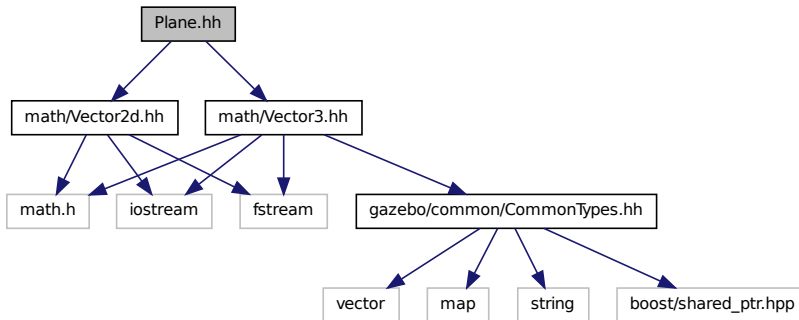 Plane.hh
math/Vector2d.hh
math/Vector3.hh
math.h
iostream
fstream
gazebo/common/CommonTypes.hh
vector
map
string
boost/shared_ptr.hpp